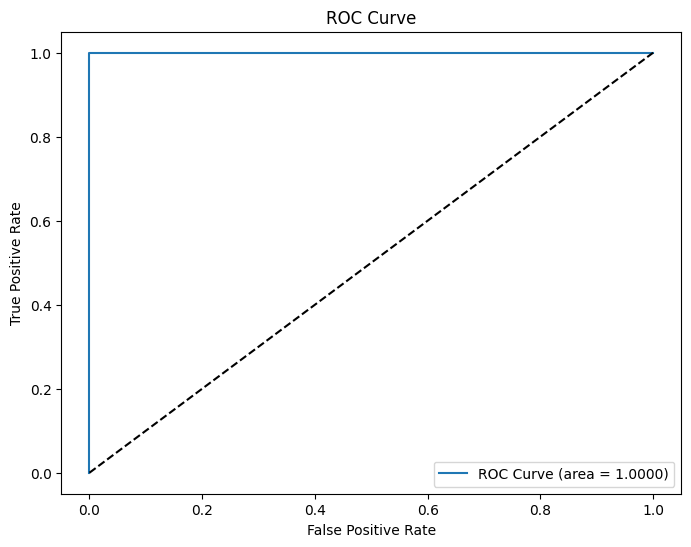 ROC Curve
True Positive Rate
1.0
0.8
0.6
0.4
0.2
0.0
ROC Curve (area = 1.0000)
0.0 0.2 0.4 0.6 0.8 1.0
False Positive Rate